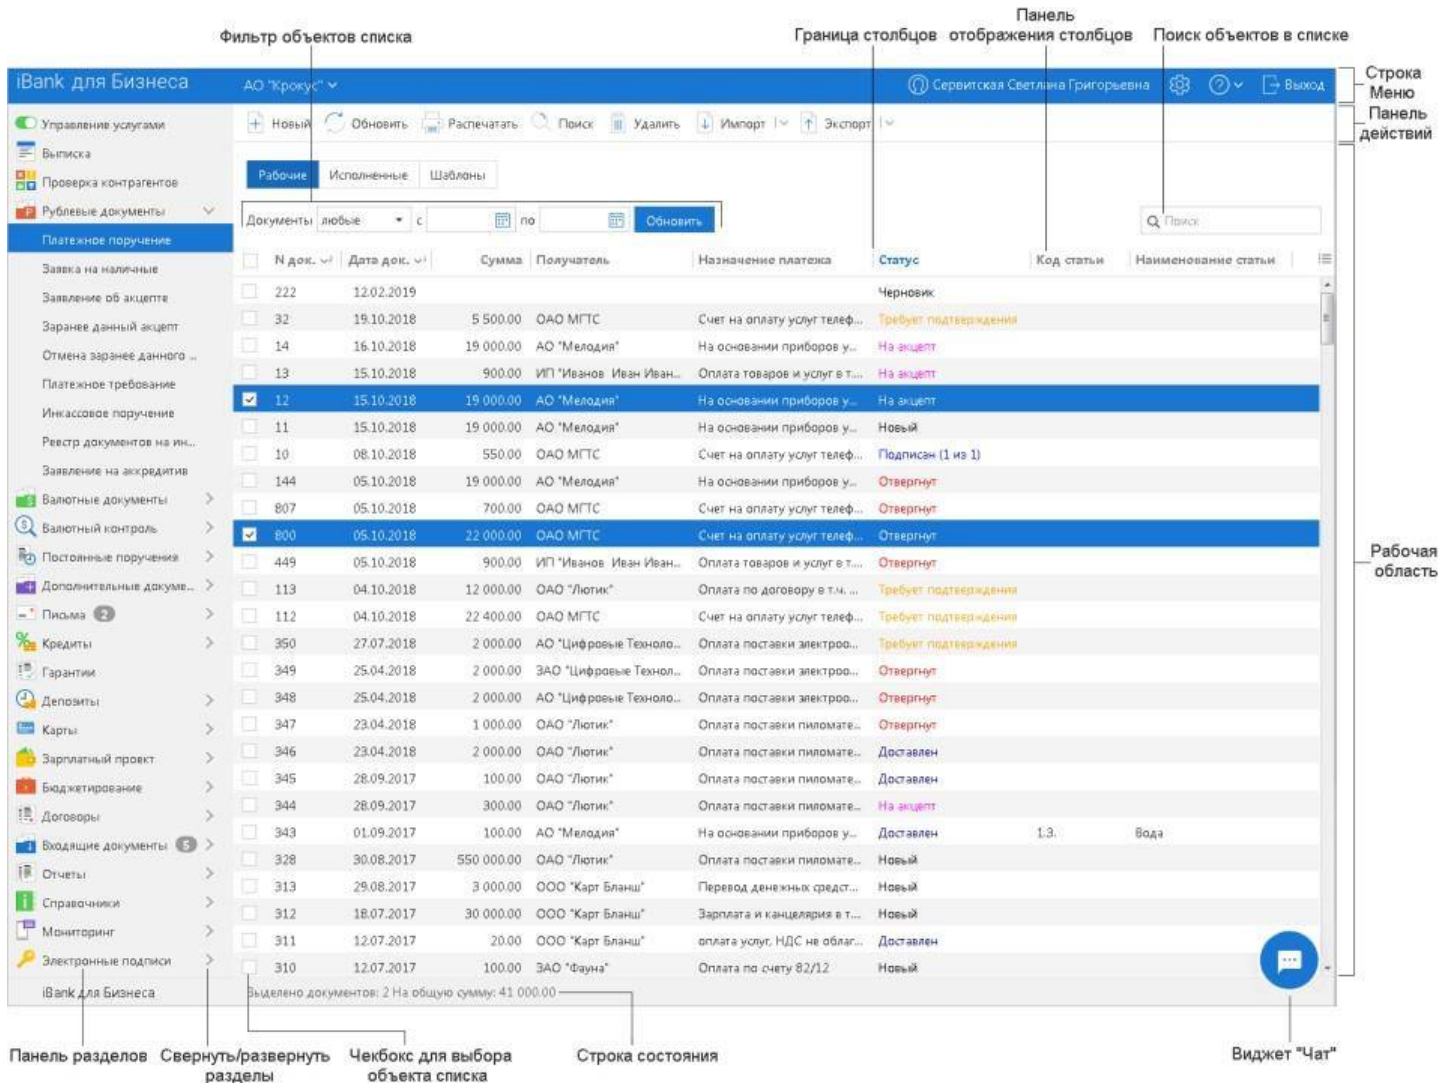 Фильтр объектов списка
Граница столбцов
Панель
отображения столбцов
Поиск объектов в списке
iBank для Бизнеса
АО "Крокус"
Сервитская Светлана Григорьевна
Выход
Строка
Меню
Новый Обновить Распечатать Поиск Удалить Импорт Экспорт
Панель
действий
Управление услугами
Выписка
Проверка контрагентов
Рублевые документы
Платежное поручение
Заявка на наличные
Заявление об акцепте
Заранее данный акцепт
Отмена заранее данного ...
Платежное требование
Инкассовое поручение
Реестр документов на ин...
Заявление на аккредитив
Валютные документы
Валютный контроль
Постоянные поручения
Дополнительные докуме...
Письма 2
Кредиты
Гарантии
Депозиты
Карты
Зарплатный проект
Бюджетирование
Договоры
Входящие документы 5
Отчеты
Справочники
Мониторинг
Электронные подписи
iBank для Бизнеса
Рабочие Исполненные Шаблоны
Документы любые с по Обновить
Поиск
N док. Дата док. Сумма Получатель Назначение платежа Статус Код статьи Наименование статьи
222 12.02.2019 Черновик
32 19.10.2018 5 500.00 ОАО МГТС Счет на оплату услуг телеф... Требует подтверждения
14 16.10.2018 19 000.00 АО "Мелодия" На основании приборов у... На акцепт
13 15.10.2018 900.00 ИП "Иванов Иван Иван... Оплата товаров и услуг в т.... На акцепт
12 15.10.2018 19 000.00 АО "Мелодия" На основании приборов у... На акцепт
11 15.10.2018 19 000.00 АО "Мелодия" На основании приборов у... Новый
10 08.10.2018 550.00 ОАО МГТС Счет на оплату услуг телеф... Подписан (1 из 1)
144 05.10.2018 19 000.00 АО "Мелодия" На основании приборов у... Отвергнут
807 05.10.2018 700.00 ОАО МГТС Счет на оплату услуг телеф... Отвергнут
800 05.10.2018 22 000.00 ОАО МГТС Счет на оплату услуг телеф... Отвергнут
449 05.10.2018 900.00 ИП "Иванов Иван Иван... Оплата товаров и услуг в т.... Отвергнут
113 04.10.2018 12 000.00 ОАО "Лютик" Оплата по договору в т.ч. ... Требует подтверждения
112 04.10.2018 22 400.00 ОАО МГТС Счет на оплату услуг телеф... Требует подтверждения
350 27.07.2018 2 000.00 АО "Цифровые Техноло... Оплата поставки электроо... Требует подтверждения
349 25.04.2018 2 000.00 ЗАО "Цифровые Технол... Оплата поставки электроо... Отвергнут
348 25.04.2018 2 000.00 АО "Цифровые Техноло... Оплата поставки электроо... Отвергнут
347 23.04.2018 1 000.00 ОАО "Лютик" Оплата поставки пиломате... Отвергнут
346 23.04.2018 2 000.00 ОАО "Лютик" Оплата поставки пиломате... Доставлен
345 28.09.2017 100.00 ОАО "Лютик" Оплата поставки пиломате... Доставлен
344 28.09.2017 300.00 ОАО "Лютик" Оплата поставки пиломате... На акцепт
343 01.09.2017 100.00 АО "Мелодия" На основании приборов у... Доставлен 1.3. Вода
328 30.08.2017 550 000.00 ОАО "Лютик" Оплата поставки пиломате... Новый
313 29.08.2017 3 000.00 ООО "Карт Бланш" Перевод денежных средст... Новый
312 18.07.2017 30 000.00 ООО "Карт Бланш" Зарплата и канцелярия в т... Новый
311 12.07.2017 20.00 ООО "Карт Бланш" оплата услуг, НДС не облаг... Доставлен
310 12.07.2017 100.00 ЗАО "Фауна" Оплата по счету 82/12 Новый
Выделено документов: 2 На общую сумму: 41 000.00
Рабочая
область
Панель разделов
Свернуть/развернуть
разделы
Чекбокс для выбора
объекта списка
Строка состояния
Виджет "Чат"